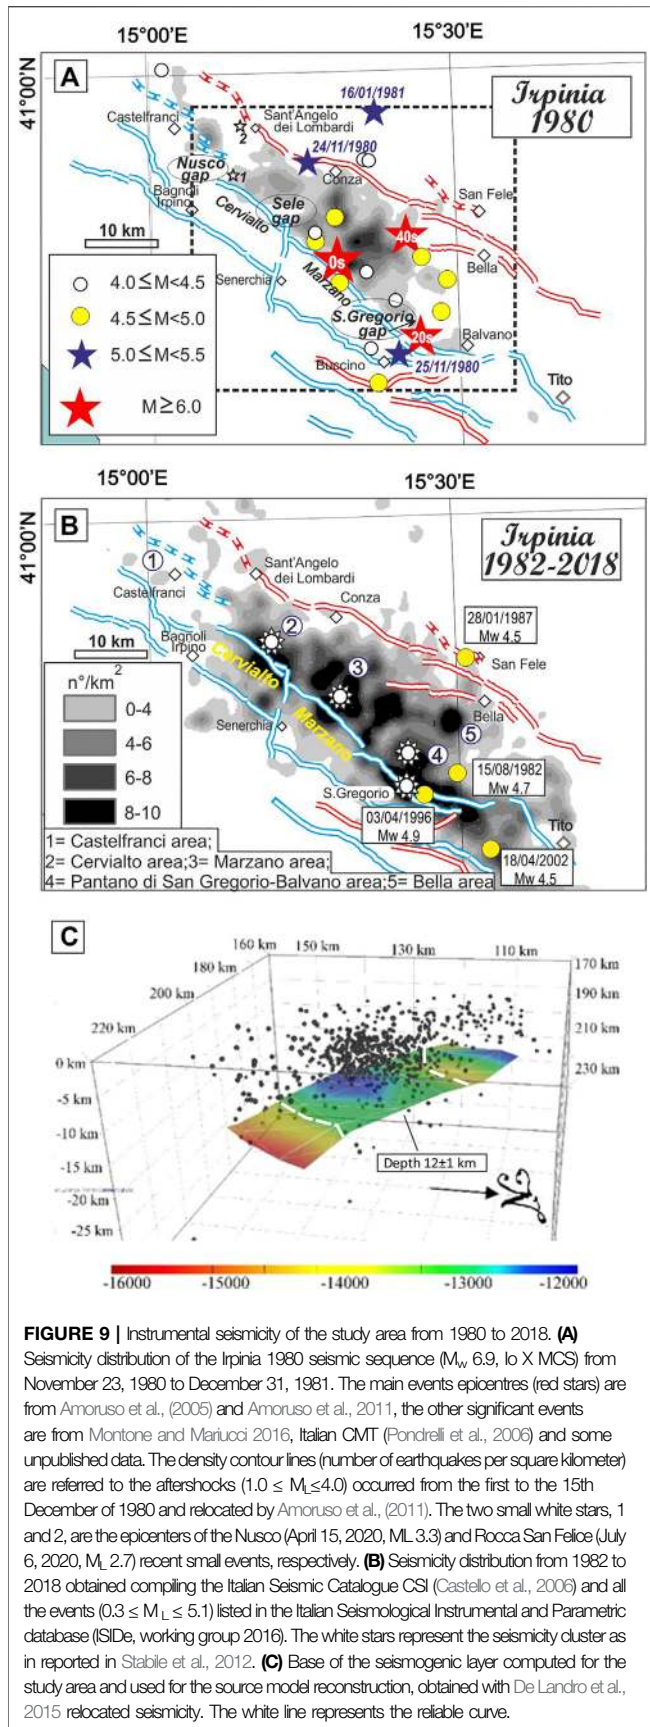 15°00'E 15°30'E
41°00'N
A
16/01/1981
Irpinia
1980
Castelfranci
Sant'Angelo
dei Lombardi
2
24/11/1980
Nusco
gap
1
Conza
Bagnoli
Irpino
Sele
gap
San Fele
Cervialto
10 km
40s
0s
Bella
4.0≤M<4.5
Senerchia
Marzano
4.5≤M<5.0
S.Gregorio
gap
20s
Balvano
5.0≤M<5.5
Buscino
25/11/1980
Tito
M≥6.0
15°00'E 15°30'E
41°00'N
B
Irpinia
1982-2018
1
Sant'Angelo
dei Lombardi
Castelfranci
Conza
28/01/1987
Mw 4.5
10 km
Bagnoli
Irpino
2
San Fele
n°/km2
Cervialto
3
0-4
Bella
4-6
Senerchia
Marzano
5
6-8
4
15/08/1982
Mw 4.7
8-10
S.Gregorio
03/04/1996
Mw 4.9
Tito
1= Castelfranci area;
2= Cervialto area;3= Marzano area;
4= Pantano di San Gregorio-Balvano area;5= Bella area
18/04/2002
Mw 4.5
C
160 km 150 km 130 km 110 km
170 km
180 km
190 km
200 km
210 km
220 km
230 km
0 km
-5 km
-10 km
-15 km
-20 km
-25 km
Depth 12±1 km
N
-16000 -15000 -14000 -13000 -12000
FIGURE 9 | Instrumental seismicity of the study area from 1980 to 2018. (A)
Seismicity distribution of the Irpinia 1980 seismic sequence (Mw 6.9, Io X MCS) from
November 23, 1980 to December 31, 1981. The main events epicentres (red stars) are
from Amoruso et al., (2005) and Amoruso et al., 2011, the other significant events
are from Montone and Mariucci 2016, Italian CMT (Pondrelli et al., 2006) and some
unpublished data. The density contour lines (number of earthquakes per square kilometer)
are referred to the aftershocks (1.0 ≤ ML≤4.0) occurred from the first to the 15th
December of 1980 and relocated by Amoruso et al., (2011). The two small white stars, 1
and 2, are the epicenters of the Nusco (April 15, 2020, ML 3.3) and Rocca San Felice (July
6, 2020, ML 2.7) recent small events, respectively. (B) Seismicity distribution from 1982 to
2018 obtained compiling the Italian Seismic Catalogue CSI (Castello et al., 2006) and all
the events (0.3 ≤ M L ≤ 5.1) listed in the Italian Seismological Instrumental and Parametric
database (ISIDe, working group 2016). The white stars represent the seismicity cluster as
in reported in Stabile et al., 2012. (C) Base of the seismogenic layer computed for the
study area and used for the source model reconstruction, obtained with De Landro et al.,
2015 relocated seismicity. The white line represents the reliable curve.